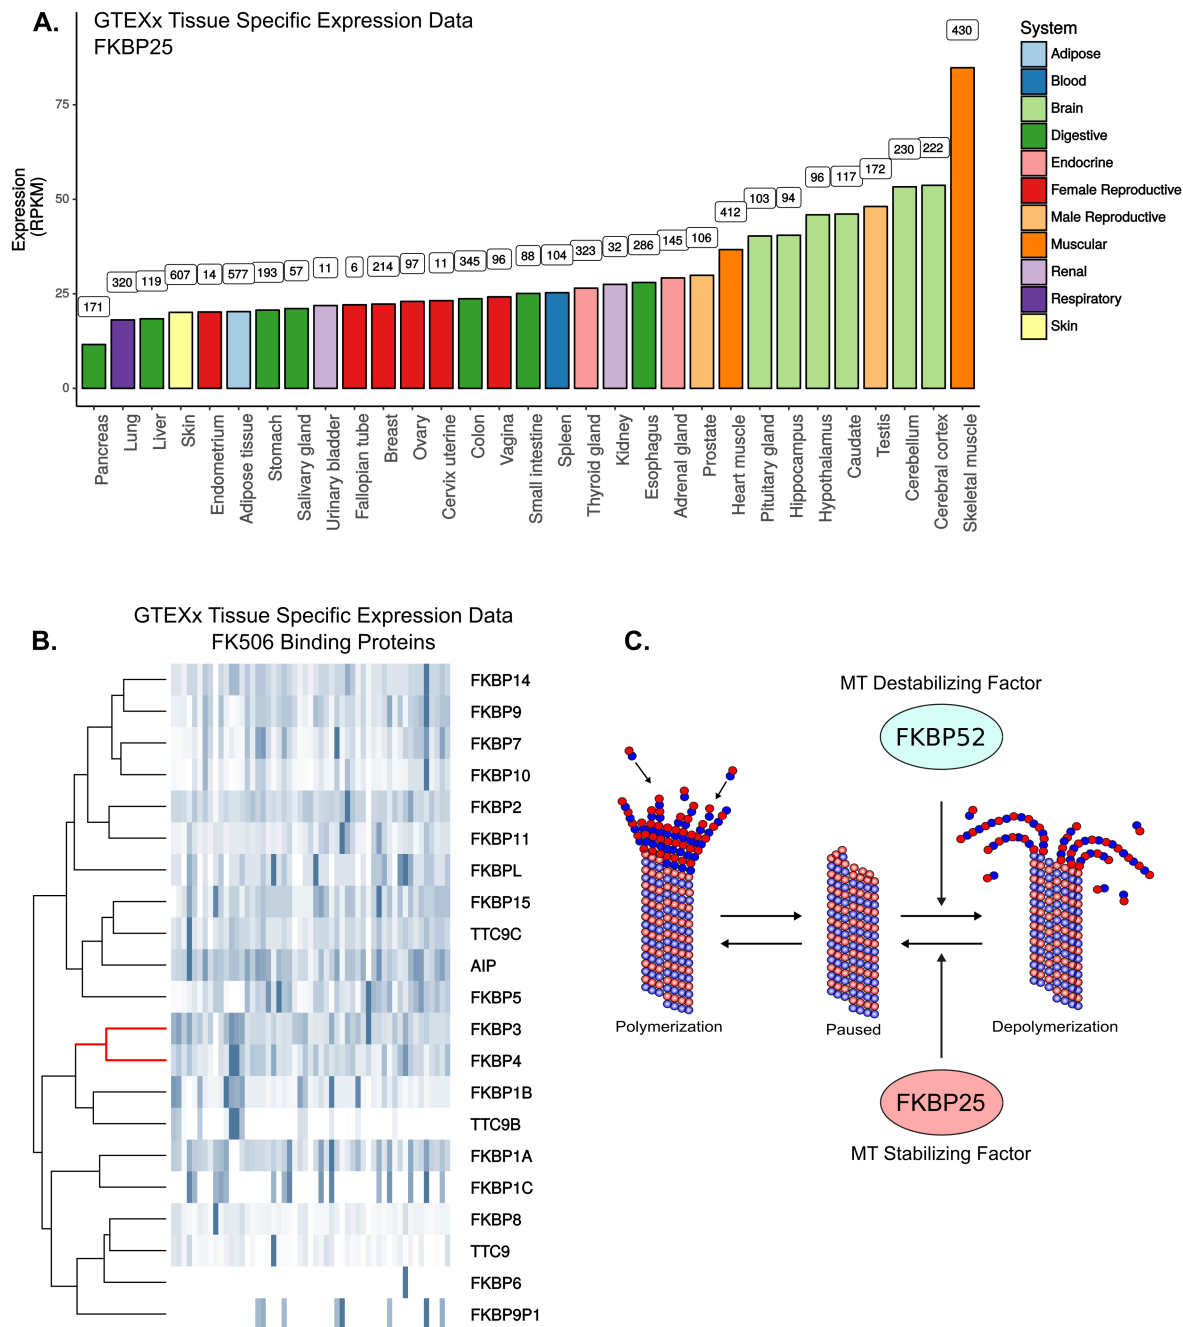 A.
GTEXx Tissue Specific Expression Data
FKBP25
Expression
(RPKM)
75
50
25
0
171
320
119
607
14
577
193
57
11
6
214
97
11
345
96
88
104
323
32
286
145
106
412
103
94
96
117
172
230
222
430
Pancreas
Lung
Liver
Skin
Endometrium
Adipose tissue
Stomach
Salivary gland
Urinary bladder
Fallopian tube
Breast
Ovary
Cervix uterine
Colon
Vagina
Small intestine
Spleen
Thyroid gland
Kidney
Esophagus
Adrenal gland
Prostate
Heart muscle
Pituitary gland
Hippocampus
Hypothalamus
Caudate
Testis
Cerebellum
Cerebral cortex
Skeletal muscle
System
Adipose
Blood
Brain
Digestive
Endocrine
Female Reproductive
Male Reproductive
Muscular
Renal
Respiratory
Skin
B.
GTEXx Tissue Specific Expression Data
FK506 Binding Proteins
FKBP14
FKBP9
FKBP7
FKBP10
FKBP2
FKBP11
FKBPL
FKBP15
TTC9C
AIP
FKBP5
FKBP3
FKBP4
FKBP1B
TTC9B
FKBP1A
FKBP1C
FKBP8
TTC9
FKBP6
FKBP9P1
C.
MT Destabilizing Factor
FKBP52
Polymerization
Paused
Depolymerization
FKBP25
MT Stabilizing Factor